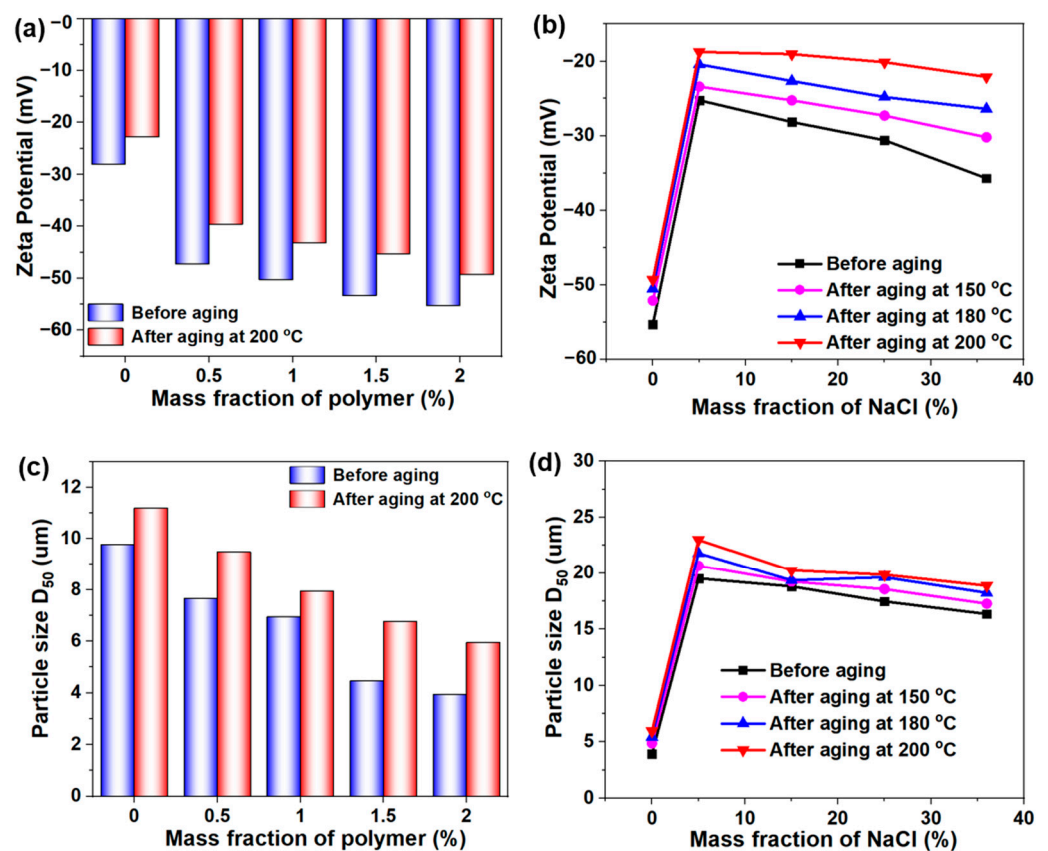 (a)
−0
−10
−20
−30
−40
−50
−60
Zeta Potential (mV)
Before aging
After aging at 200 °C
0 0.5 1 1.5 2
Mass fraction of polymer (%)
(b)
−20
−30
−40
−50
−60
Zeta Potential (mV)
Before aging
After aging at 150 °C
After aging at 180 °C
After aging at 200 °C
0 10 20 30 40
Mass fraction of NaCl (%)
(c)
12
10
8
6
4
2
0
Particle size D₅₀ (um)
Before aging
After aging at 200 °C
0 0.5 1 1.5 2
Mass fraction of polymer (%)
(d)
30
25
20
15
10
5
0
Particle size D₅₀ (um)
Before aging
After aging at 150 °C
After aging at 180 °C
After aging at 200 °C
0 10 20 30 40
Mass fraction of NaCl (%)